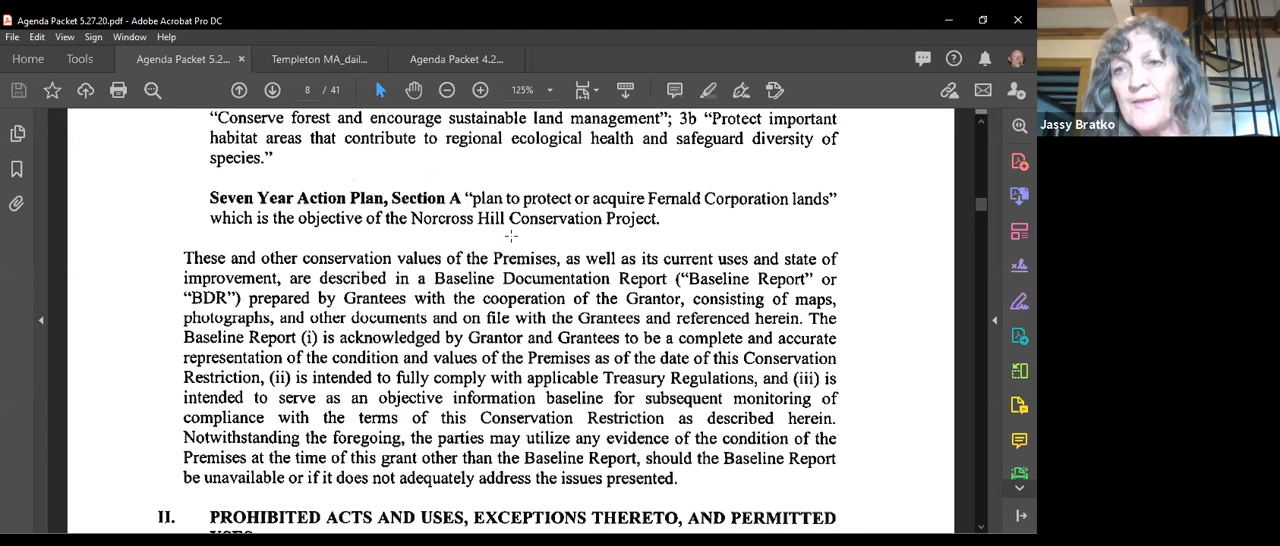 Agenda Packet 5.27.20.pdf - Adobe Acrobat Pro DC
File Edit View Sign Window Help
Home Tools Agenda Packet 5.2... × Templeton MA_dail... Agenda Packet 4.2...
8 / 41 125%
“Conserve forest and encourage sustainable land management”; 3b “Protect important
habitat areas that contribute to regional ecological health and safeguard diversity of
species.”
Seven Year Action Plan, Section A “plan to protect or acquire Fernald Corporation lands”
which is the objective of the Norcross Hill Conservation Project.
These and other conservation values of the Premises, as well as its current uses and state of
improvement, are described in a Baseline Documentation Report (“Baseline Report” or
“BDR”) prepared by Grantees with the cooperation of the Grantor, consisting of maps,
photographs, and other documents and on file with the Grantees and referenced herein. The
Baseline Report (i) is acknowledged by Grantor and Grantees to be a complete and accurate
representation of the condition and values of the Premises as of the date of this Conservation
Restriction, (ii) is intended to fully comply with applicable Treasury Regulations, and (iii) is
intended to serve as an objective information baseline for subsequent monitoring of
compliance with the terms of this Conservation Restriction as described herein.
Notwithstanding the foregoing, the parties may utilize any evidence of the condition of the
Premises at the time of this grant other than the Baseline Report, should the Baseline Report
be unavailable or if it does not adequately address the issues presented.
II. PROHIBITED ACTS AND USES, EXCEPTIONS THERETO, AND PERMITTED
USES
Jassy Bratko